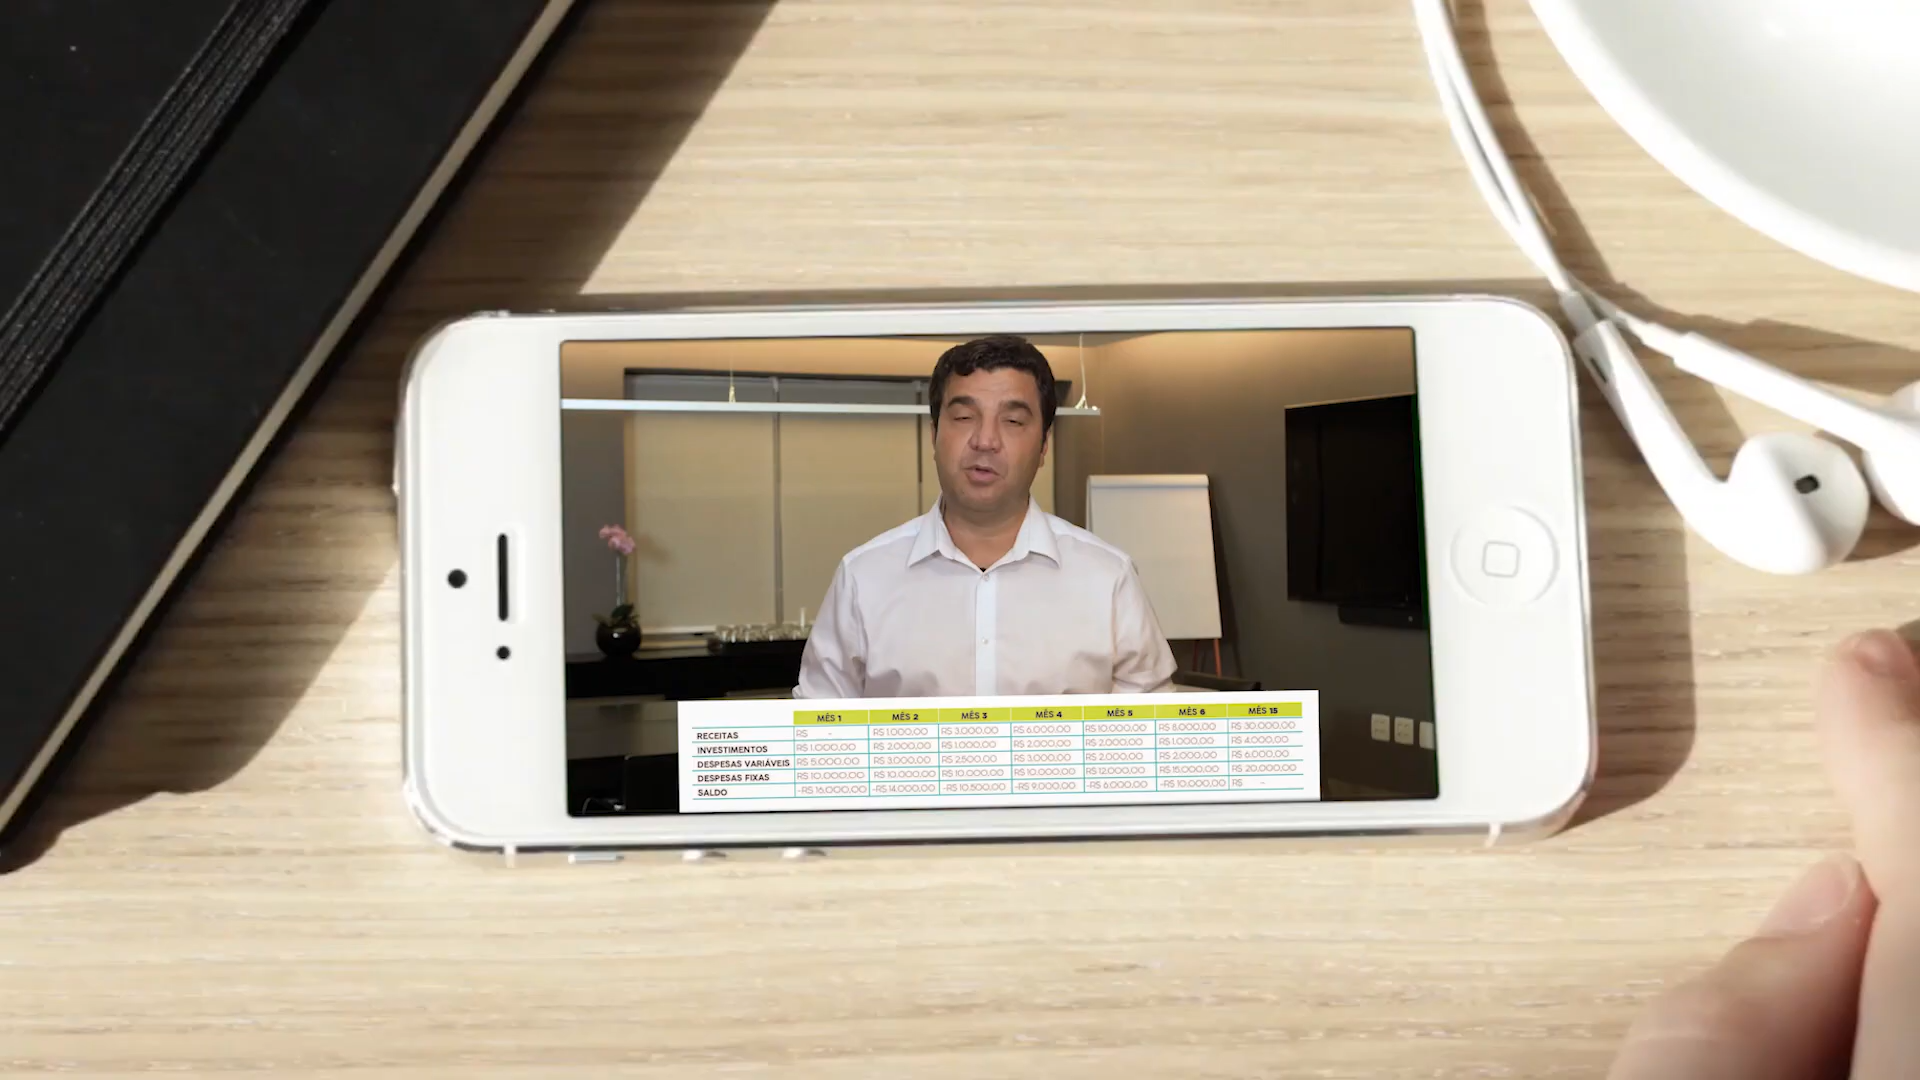 MÊS 1 MÊS 2 MÊS 3 MÊS 4 MÊS 5 MÊS 6 MÊS 15
RECEITAS R$ - R$ 1.000,00 R$ 3.000,00 R$ 6.000,00 R$ 10.000,00 R$ 8.000,00 R$ 30.000,00
INVESTIMENTOS R$ 1.000,00 R$ 2.000,00 R$ 1.000,00 R$ 2.000,00 R$ 2.000,00 R$ 1.000,00 R$ 4.000,00
DESPESAS VARIÁVEIS R$ 5.000,00 R$ 3.000,00 R$ 2.500,00 R$ 3.000,00 R$ 2.000,00 R$ 2.000,00 R$ 6.000,00
DESPESAS FIXAS R$ 10.000,00 R$ 10.000,00 R$ 10.000,00 R$ 10.000,00 R$ 12.000,00 R$ 15.000,00 R$ 20.000,00
SALDO -R$ 16.000,00 -R$ 14.000,00 -R$ 10.500,00 -R$ 9.000,00 -R$ 6.000,00 -R$ 10.000,00 R$ -